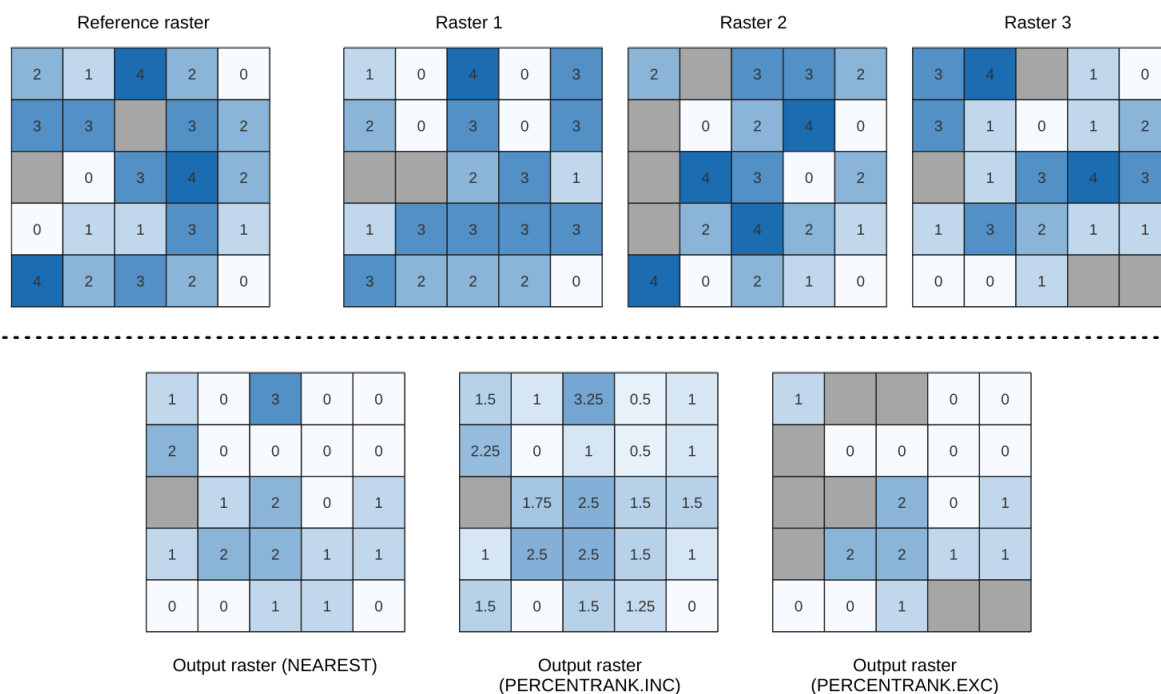 Reference raster Raster 1 Raster 2 Raster 3
2 1 4 2 0 1 0 4 0 3 2 3 3 2 3 4 1 0
3 3 3 2 2 0 3 0 3 0 2 4 0 3 1 0 1 2
0 3 4 2 2 3 1 4 3 0 2 1 3 4 3
0 1 1 3 1 1 3 3 3 3 2 4 2 1 1 3 2 1 1
4 2 3 2 0 3 2 2 2 0 4 0 2 1 0 0 0 1
1 0 3 0 0 1.5 1 3.25 0.5 1 1 0 0
2 0 0 0 0 2.25 0 1 0.5 1 0 0 0 0
1 2 0 1 1.75 2.5 1.5 1.5 2 0 1
1 2 2 1 1 1 2.5 2.5 1.5 1 2 2 1 1
0 0 1 1 0 1.5 0 1.5 1.25 0 0 0 1
Output raster (NEAREST) Output raster Output raster
(PERCENTRANK.INC) (PERCENTRANK.EXC)